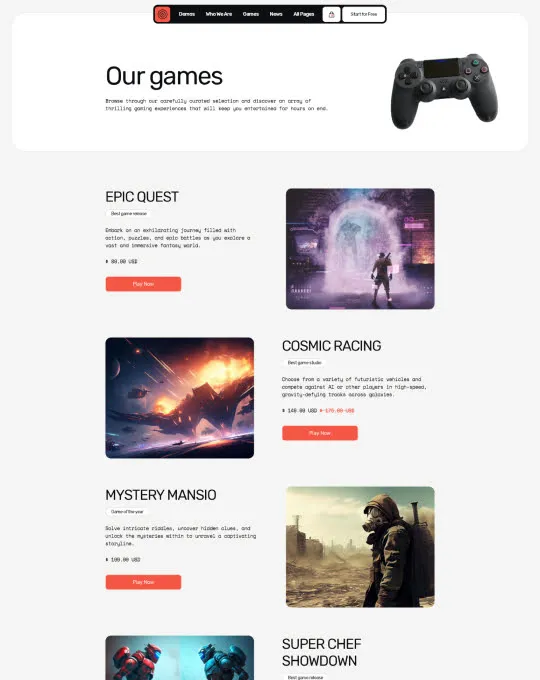 Demos Who We Are Games News All Pages Start for Free
Our games
Browse through our carefully curated selection and discover an array of
thrilling gaming experiences that will keep you entertained for hours on end.
EPIC QUEST
Best game release
Embark on an exhilarating journey filled with
action, puzzles, and epic battles as you explore a
vast and immersive fantasy world.
$ 89.00 USD
Play Now
COSMIC RACING
Best game studio
Choose from a variety of futuristic vehicles and
compete against AI or other players in high-speed,
gravity-defying tracks across galaxies.
$ 149.00 USD $ 175.00 USD
Play Now
MYSTERY MANSIO
Game of the year
Solve intricate riddles, uncover hidden clues, and
unlock the mysteries within to unravel a captivating
storyline.
$ 199.00 USD
Play Now
SUPER CHEF
SHOWDOWN
Best game release